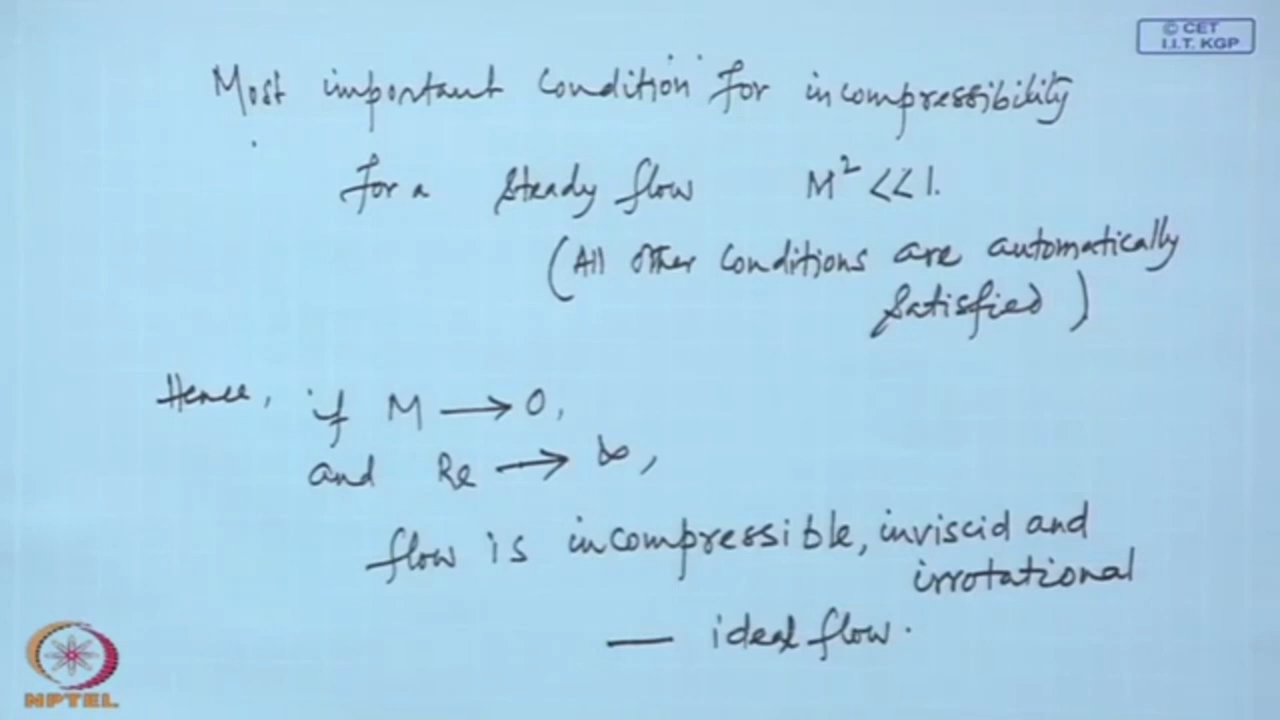 © CET
I.I.T. KGP
Most important condition for incompressibility
for a steady flow M² << 1.
(All other conditions are automatically
satisfied)
Hence, if M → 0,
and Re → ∞,
flow is incompressible, inviscid and
irrotational
— ideal flow.
NPTEL